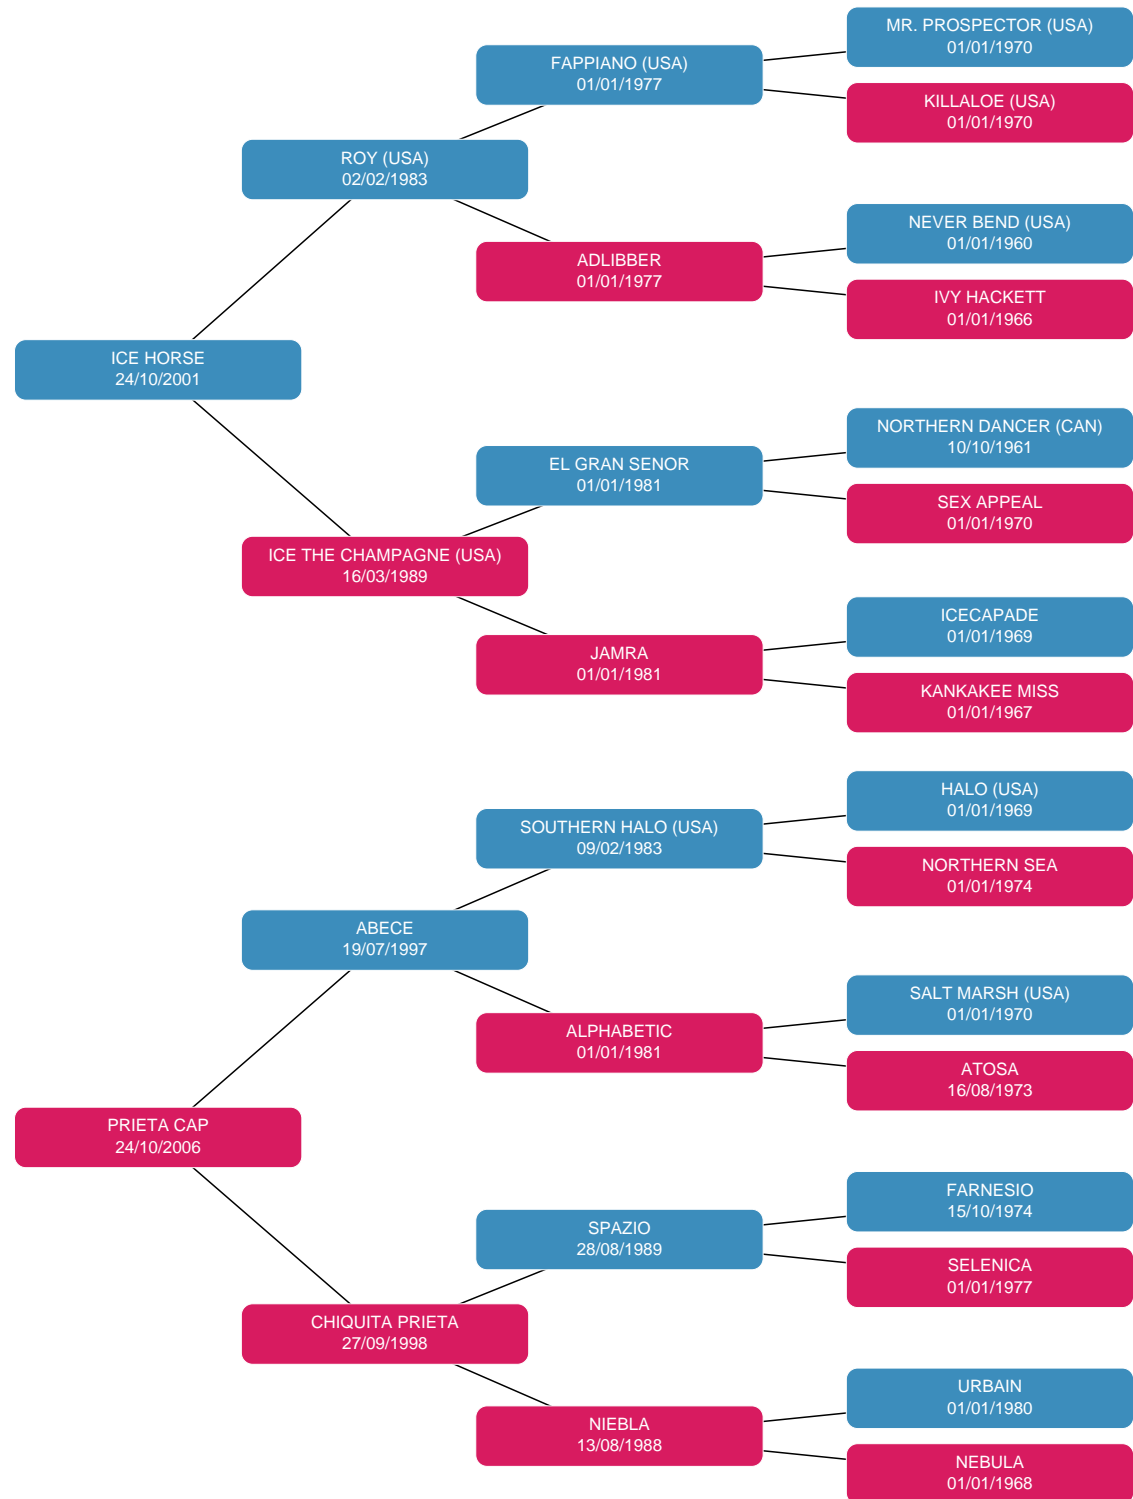 MR. PROSPECTOR (USA)
01/01/1970
FAPPIANO (USA)
01/01/1977
KILLALOE (USA)
01/01/1970
ROY (USA)
02/02/1983
NEVER BEND (USA)
01/01/1960
ADLIBBER
01/01/1977
IVY HACKETT
01/01/1966
ICE HORSE
24/10/2001
NORTHERN DANCER (CAN)
10/10/1961
EL GRAN SENOR
01/01/1981
SEX APPEAL
01/01/1970
ICE THE CHAMPAGNE (USA)
16/03/1989
ICECAPADE
01/01/1969
JAMRA
01/01/1981
KANKAKEE MISS
01/01/1967
HALO (USA)
01/01/1969
SOUTHERN HALO (USA)
09/02/1983
NORTHERN SEA
01/01/1974
ABECE
19/07/1997
SALT MARSH (USA)
01/01/1970
ALPHABETIC
01/01/1981
ATOSA
16/08/1973
PRIETA CAP
24/10/2006
FARNESIO
15/10/1974
SPAZIO
28/08/1989
SELENICA
01/01/1977
CHIQUITA PRIETA
27/09/1998
URBAIN
01/01/1980
NIEBLA
13/08/1988
NEBULA
01/01/1968